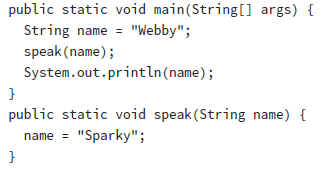 public static void main(String[] args) {
  String name = "Webby";
  speak(name);
  System.out.println(name);
}
public static void speak(String name) {
  name = "Sparky";
}